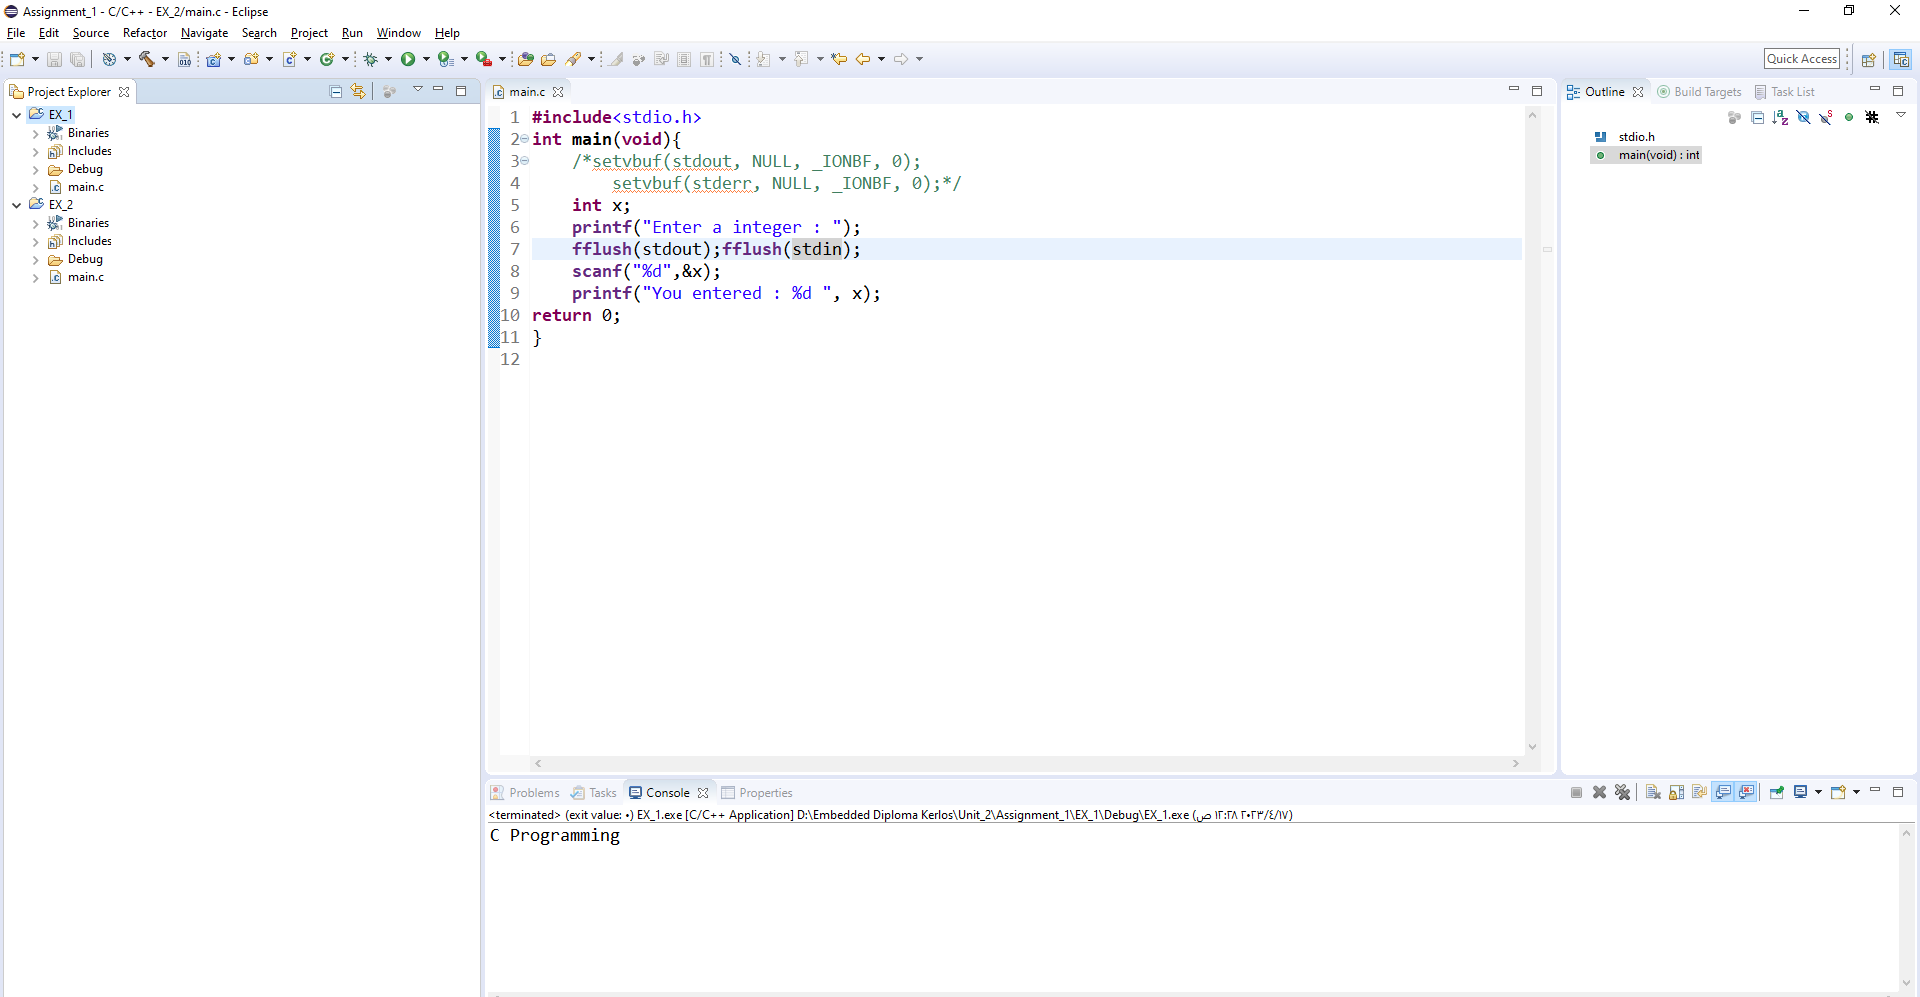 Assignment_1 - C/C++ - EX_2/main.c - Eclipse
File Edit Source Refactor Navigate Search Project Run Window Help
Quick Access
Project Explorer
EX_1
Binaries
Includes
Debug
main.c
EX_2
Binaries
Includes
Debug
main.c
main.c
1 #include<stdio.h>
2 int main(void){
3 /*setvbuf(stdout, NULL, _IONBF, 0);
4 setvbuf(stderr, NULL, _IONBF, 0);*/
5 int x;
6 printf("Enter a integer : ");
7 fflush(stdout);fflush(stdin);
8 scanf("%d",&x);
9 printf("You entered : %d ", x);
10 return 0;
11 }
12
Outline Build Targets Task List
stdio.h
main(void) : int
Problems Tasks Console Properties
<terminated> (exit value: ٠) EX_1.exe [C/C++ Application] D:\Embedded Diploma Kerlos\Unit_2\Assignment_1\EX_1\Debug\EX_1.exe (٢٠٢٣/٤/١٧ ١٢:٢٨ ص)
C Programming